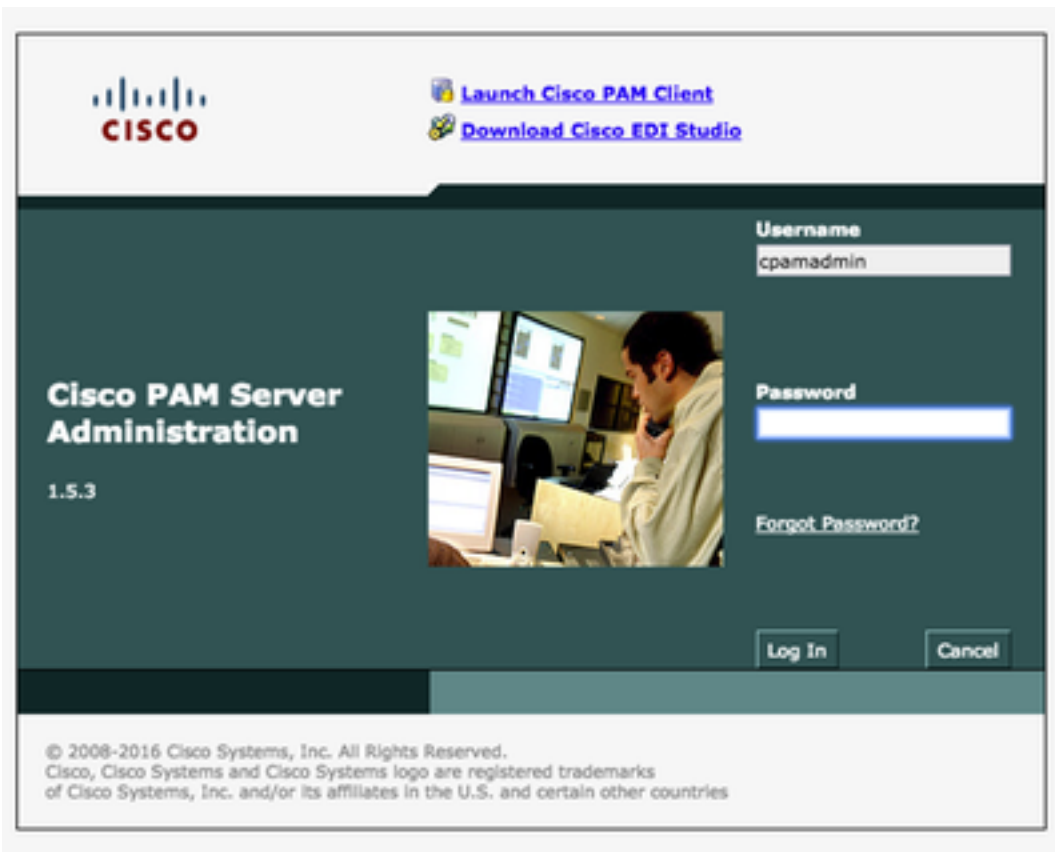 CISCO
Launch Cisco PAM Client
Download Cisco EDI Studio
Username
cpamadmin
Cisco PAM Server
Administration
1.5.3
Password
Forgot Password?
Log In
Cancel
© 2008-2016 Cisco Systems, Inc. All Rights Reserved.
Cisco, Cisco Systems and Cisco Systems logo are registered trademarks
of Cisco Systems, Inc. and/or its affiliates in the U.S. and certain other countries